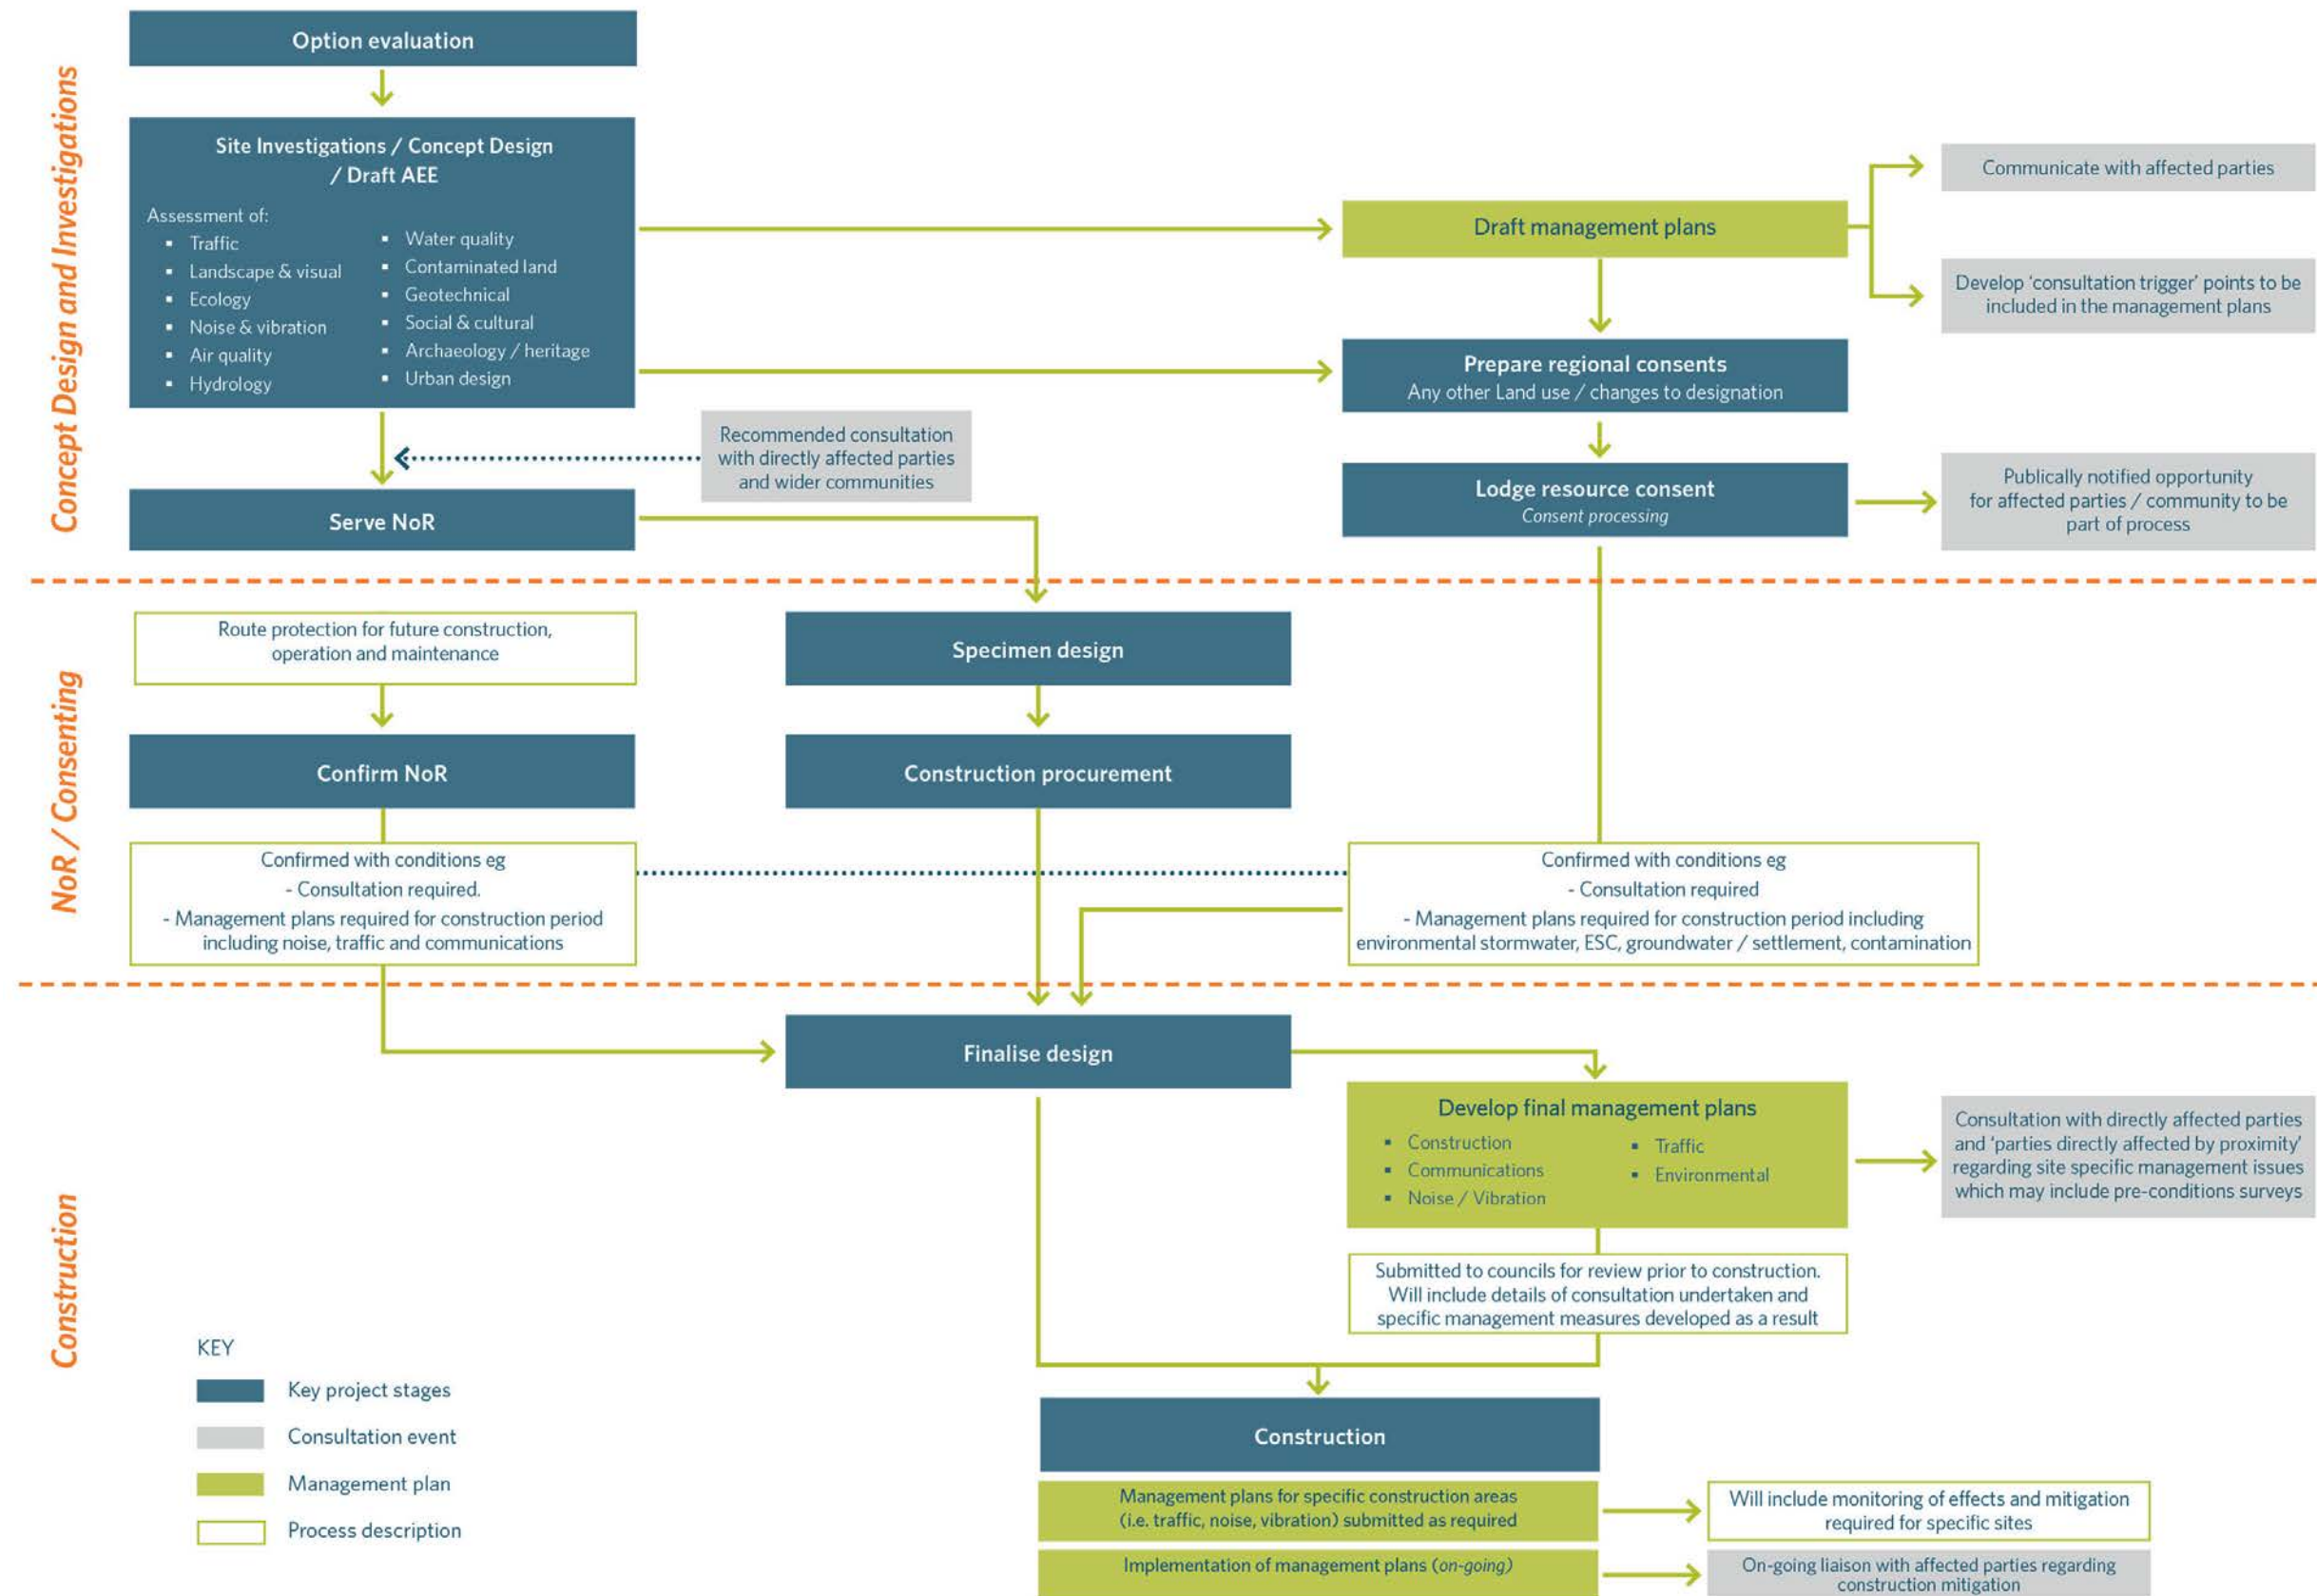 Concept Design and Investigations
Option evaluation
Site Investigations / Concept Design
/ Draft AEE
Assessment of:
▪ Traffic
▪ Landscape & visual
▪ Ecology
▪ Noise & vibration
▪ Air quality
▪ Hydrology
▪ Water quality
▪ Contaminated land
▪ Geotechnical
▪ Social & cultural
▪ Archaeology / heritage
▪ Urban design
Recommended consultation
with directly affected parties
and wider communities
Serve NoR
Draft management plans
Communicate with affected parties
Develop ‘consultation trigger’ points to be
included in the management plans
Prepare regional consents
Any other Land use / changes to designation
Lodge resource consent
Consent processing
Publically notified opportunity
for affected parties / community to be
part of process
NoR / Consenting
Route protection for future construction,
operation and maintenance
Confirm NoR
Confirmed with conditions eg
- Consultation required.
- Management plans required for construction period
including noise, traffic and communications
Specimen design
Construction procurement
Confirmed with conditions eg
- Consultation required
- Management plans required for construction period including
environmental stormwater, ESC, groundwater / settlement, contamination
Construction
Finalise design
Develop final management plans
▪ Construction
▪ Communications
▪ Noise / Vibration
▪ Traffic
▪ Environmental
Consultation with directly affected parties
and ‘parties directly affected by proximity’
regarding site specific management issues
which may include pre-conditions surveys
Submitted to councils for review prior to construction.
Will include details of consultation undertaken and
specific management measures developed as a result
Construction
Management plans for specific construction areas
(i.e. traffic, noise, vibration) submitted as required
Will include monitoring of effects and mitigation
required for specific sites
Implementation of management plans (on-going)
On-going liaison with affected parties regarding
construction mitigation
KEY
Key project stages
Consultation event
Management plan
Process description